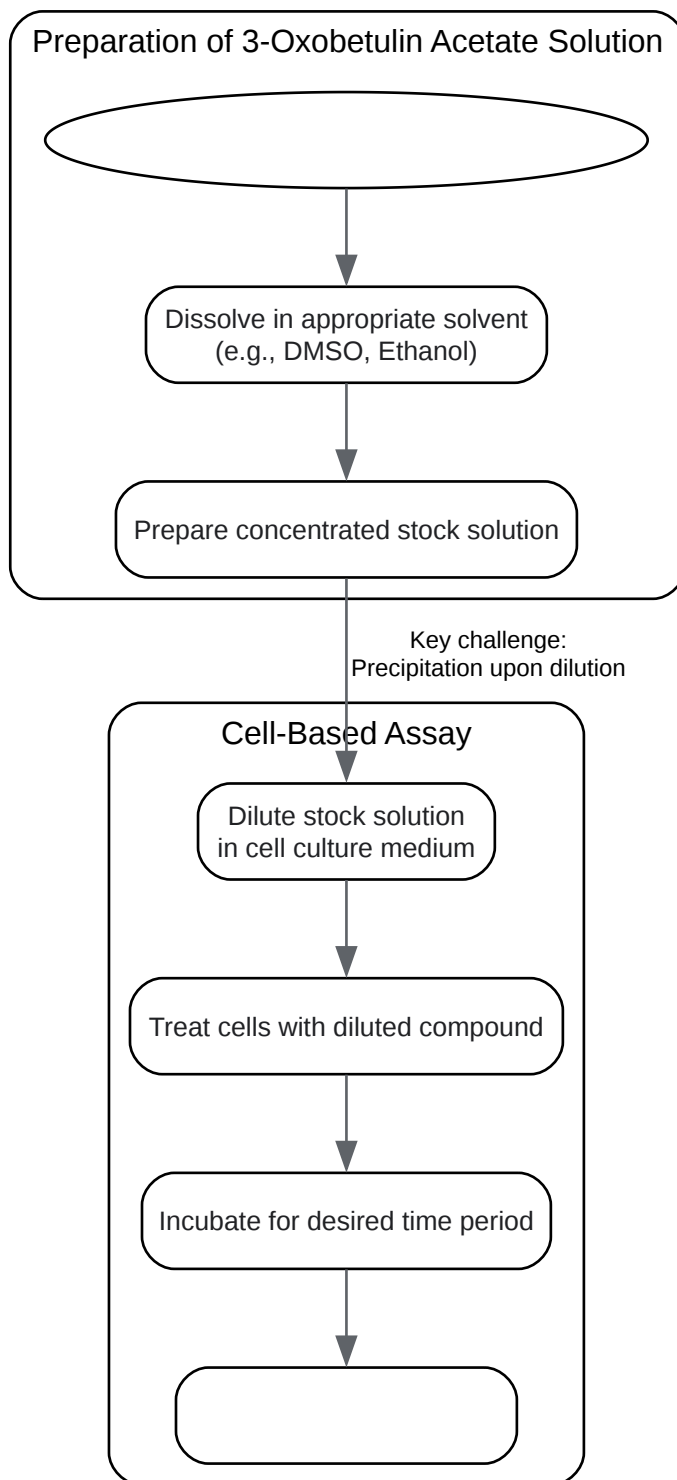 Preparation of 3-Oxobetulin Acetate Solution
Dissolve in appropriate solvent
(e.g., DMSO, Ethanol)
Prepare concentrated stock solution
Key challenge:
Precipitation upon dilution
Cell-Based Assay
Dilute stock solution
in cell culture medium
Treat cells with diluted compound
Incubate for desired time period